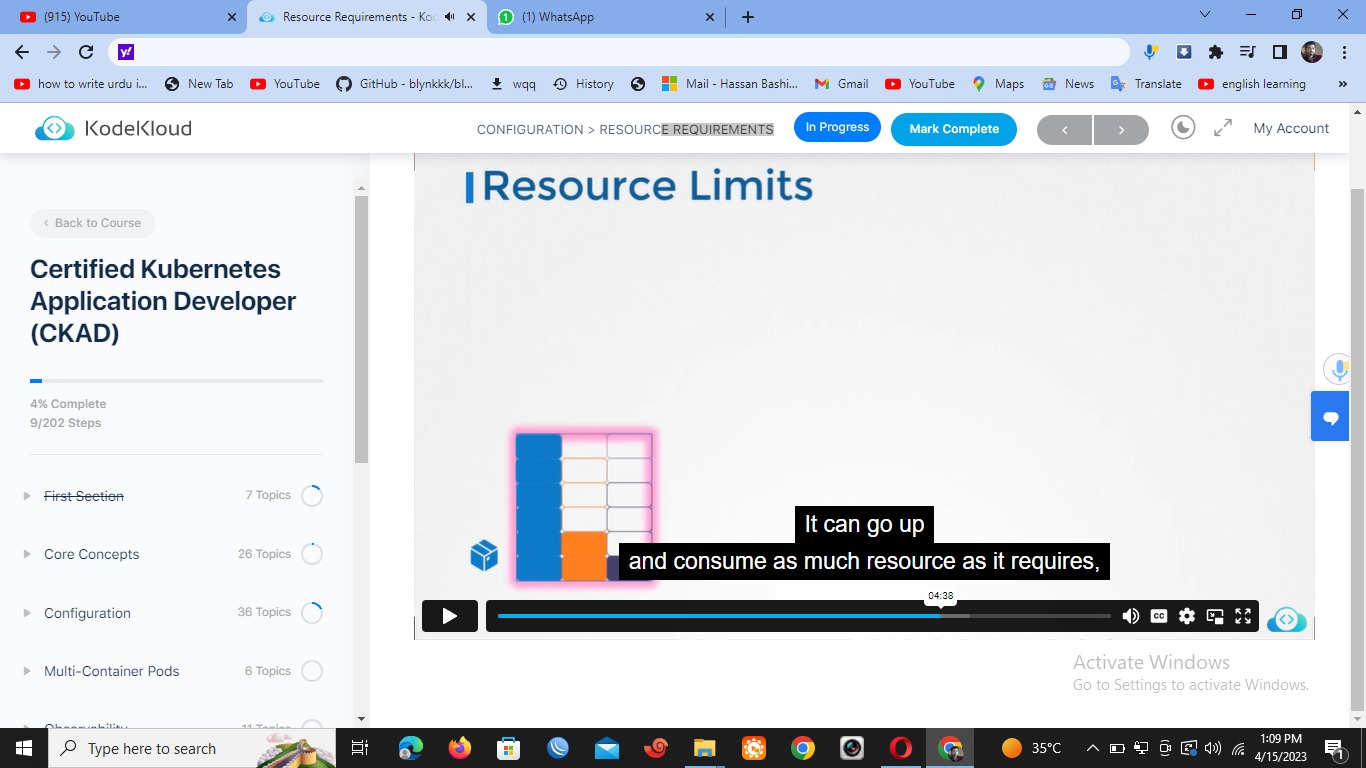 (915) YouTube
Resource Requirements - Ko
(1) WhatsApp
y!
how to write urdu i...
New Tab
YouTube
GitHub - blynkkk/bl...
wqq
History
Mail - Hassan Bashi...
Gmail
YouTube
Maps
News
Translate
english learning
»
KodeKloud
CONFIGURATION > RESOURCE REQUIREMENTS
In Progress
Mark Complete
My Account
Back to Course
Certified Kubernetes
Application Developer
(CKAD)
4% Complete
9/202 Steps
First Section
7 Topics
Core Concepts
26 Topics
Configuration
36 Topics
Multi-Container Pods
6 Topics
Observability
11 Topics
Resource Limits
It can go up
and consume as much resource as it requires,
04:38
CC
Activate Windows
Go to Settings to activate Windows.
Type here to search
35°C
1:09 PM
4/15/2023
1